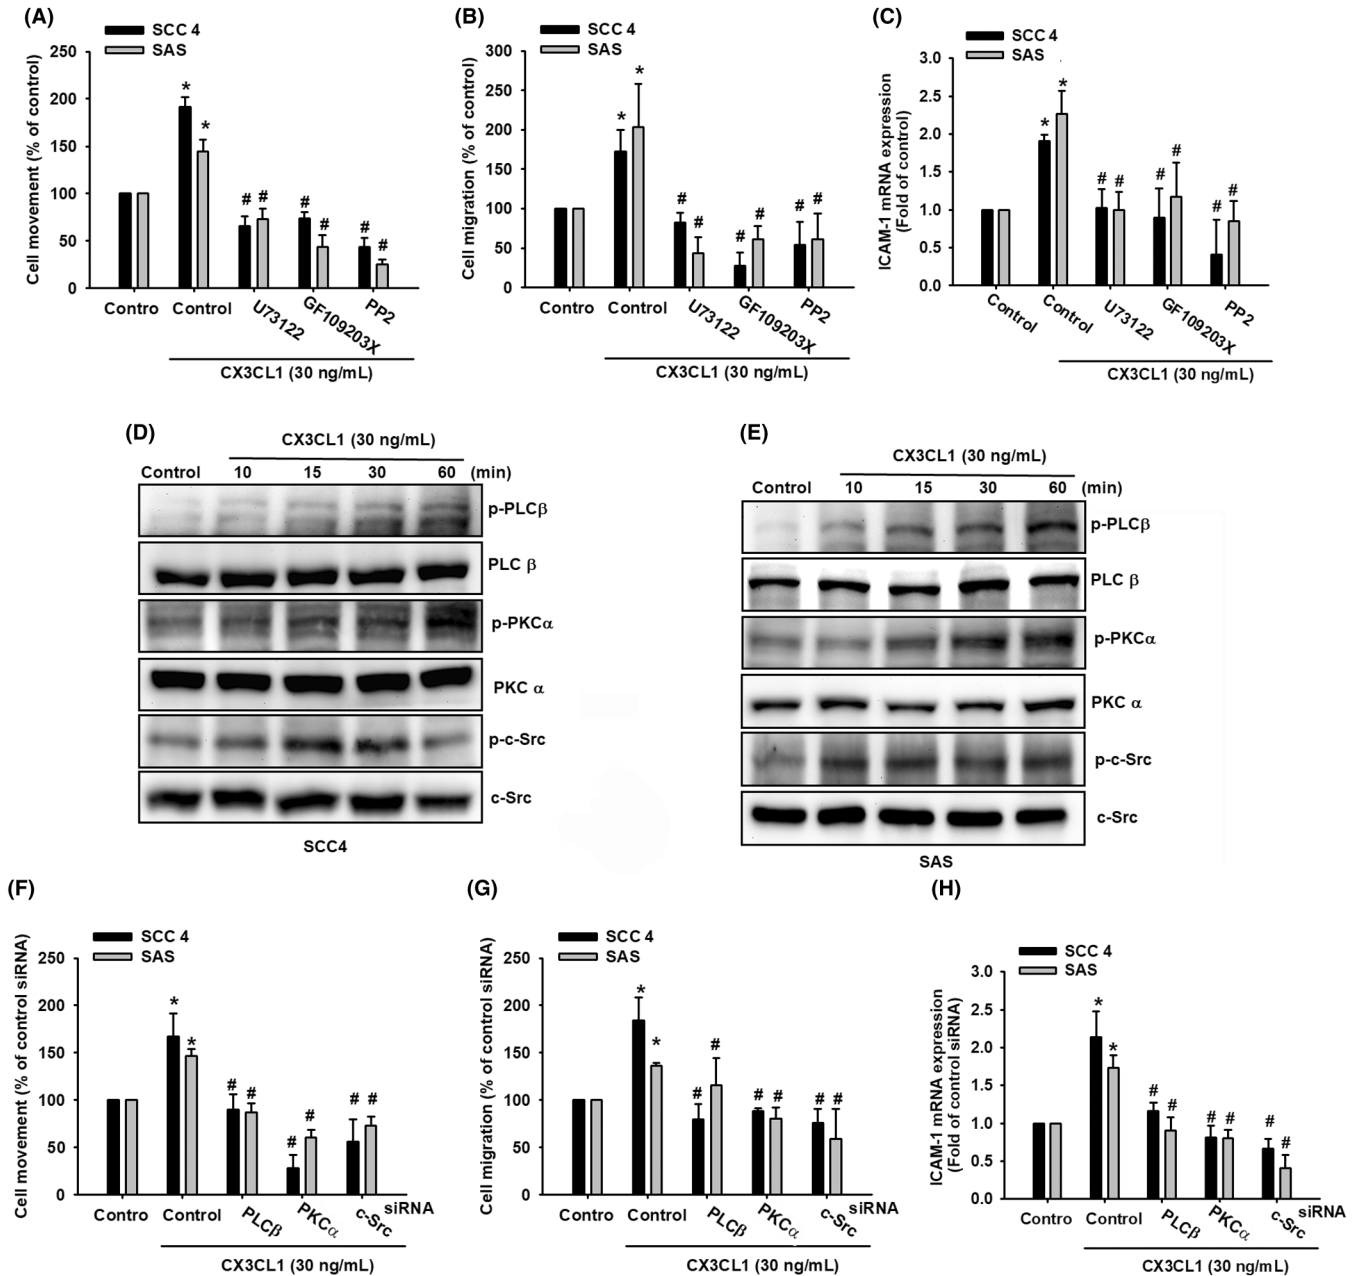 (A)
SCC 4
SAS
Cell movement (% of control)
250
200
150
100
50
0
*
*
# # # # # #
Contro Control U73122 GF109203X PP2
CX3CL1 (30 ng/mL)
(B)
SCC 4
SAS
Cell migration (% of control)
300
250
200
150
100
50
0
*
*
# # # # # #
Contro Control U73122 GF109203X PP2
CX3CL1 (30 ng/mL)
(C)
SCC 4
SAS
ICAM-1 mRNA expression
(Fold of control)
3.0
2.5
2.0
1.5
1.0
0.5
0.0
*
*
# # # # # #
Control Control U73122 GF109203X PP2
CX3CL1 (30 ng/mL)
(D)
CX3CL1 (30 ng/mL)
Control 10 15 30 60 (min)
p-PLCβ
PLC β
p-PKCα
PKC α
p-c-Src
c-Src
SCC4
(E)
CX3CL1 (30 ng/mL)
Control 10 15 30 60 (min)
p-PLCβ
PLC β
p-PKCα
PKC α
p-c-Src
c-Src
SAS
(F)
SCC 4
SAS
Cell movement (% of control siRNA)
250
200
150
100
50
0
*
*
# # # # # #
Contro Control PLCβ PKCα c-Src siRNA
CX3CL1 (30 ng/mL)
(G)
SCC 4
SAS
Cell migration (% of control siRNA)
250
200
150
100
50
0
*
*
# # # # # #
Contro Control PLCβ PKCα c-Src siRNA
CX3CL1 (30 ng/mL)
(H)
SCC 4
SAS
ICAM-1 mRNA expression
(Fold of control siRNA)
3.0
2.5
2.0
1.5
1.0
0.5
0.0
*
*
# # # # # #
Contro Control PLCβ PKCα c-Src siRNA
CX3CL1 (30 ng/mL)